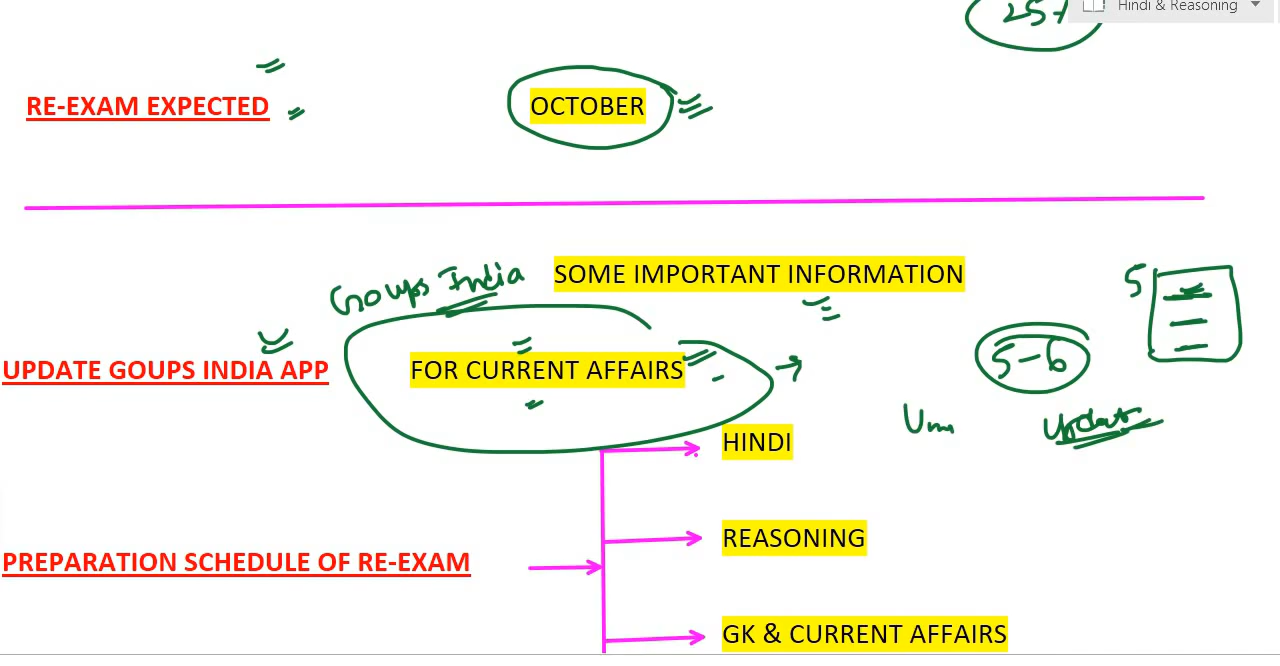 Hindi & Reasoning
RE-EXAM EXPECTED OCTOBER
Goups India SOME IMPORTANT INFORMATION
5
UPDATE GOUPS INDIA APP FOR CURRENT AFFAIRS 5-6
Update
HINDI
REASONING
PREPARATION SCHEDULE OF RE-EXAM
GK & CURRENT AFFAIRS